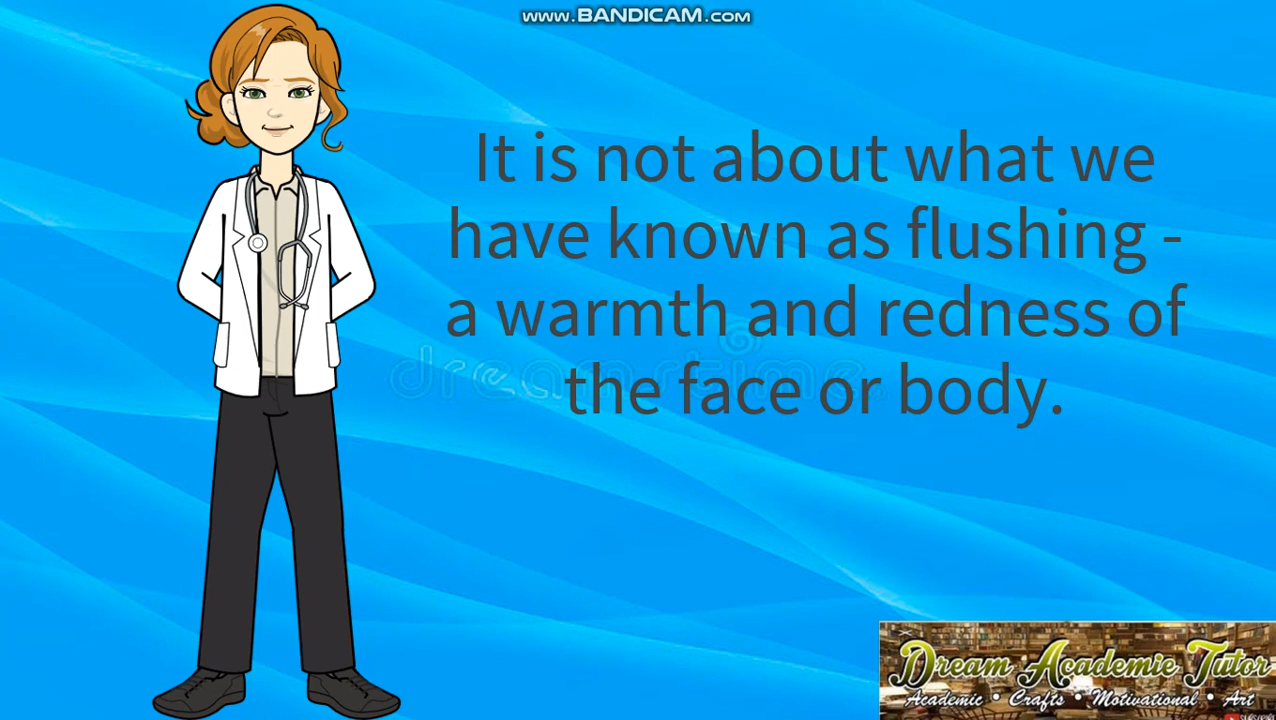 www.BANDICAM.com
It is not about what we
have known as flushing -
a warmth and redness of
the face or body.
dreamstime
Dream Academic Tutor
Academic • Crafts • Motivational • Art